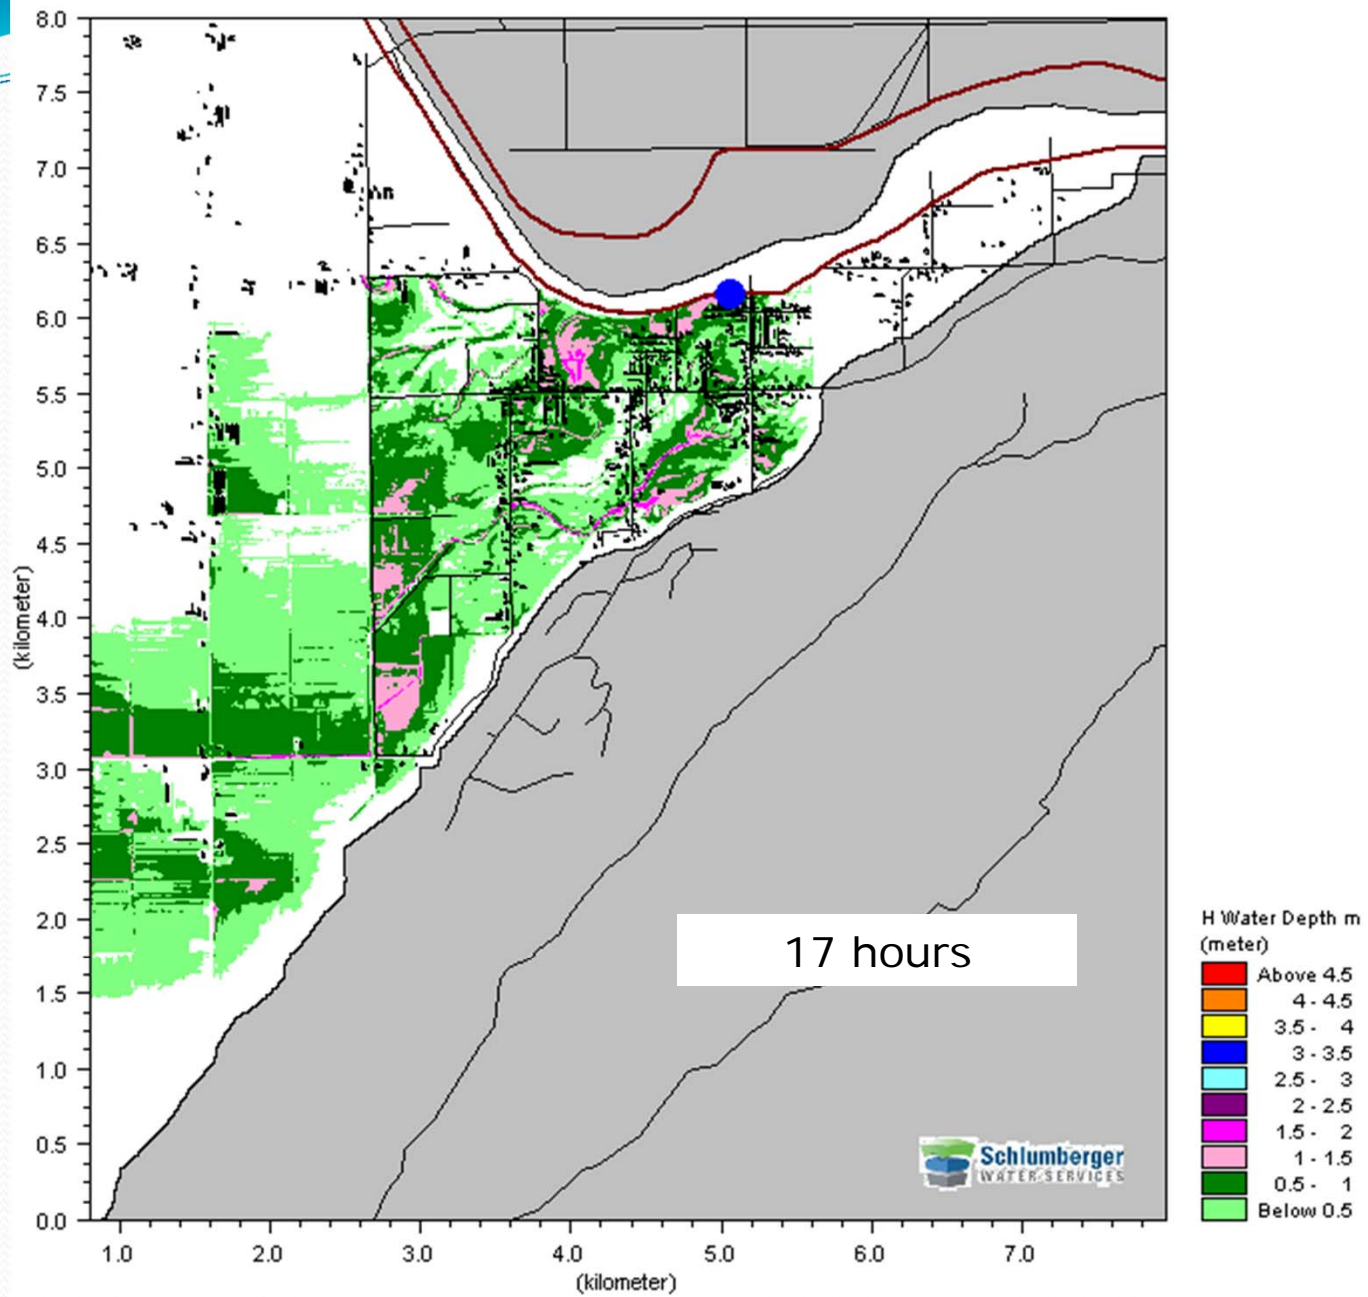 8.0
7.5
7.0
6.5
6.0
5.5
5.0
4.5
4.0
3.5
3.0
2.5
2.0
1.5
1.0
0.5
0.0
(kilometer)
1.0 2.0 3.0 4.0 5.0 6.0 7.0
(kilometer)
17 hours
Schlumberger
WATER SERVICES
H Water Depth m
(meter)
Above 4.5
4 - 4.5
3.5 - 4
3 - 3.5
2.5 - 3
2 - 2.5
1.5 - 2
1 - 1.5
0.5 - 1
Below 0.5